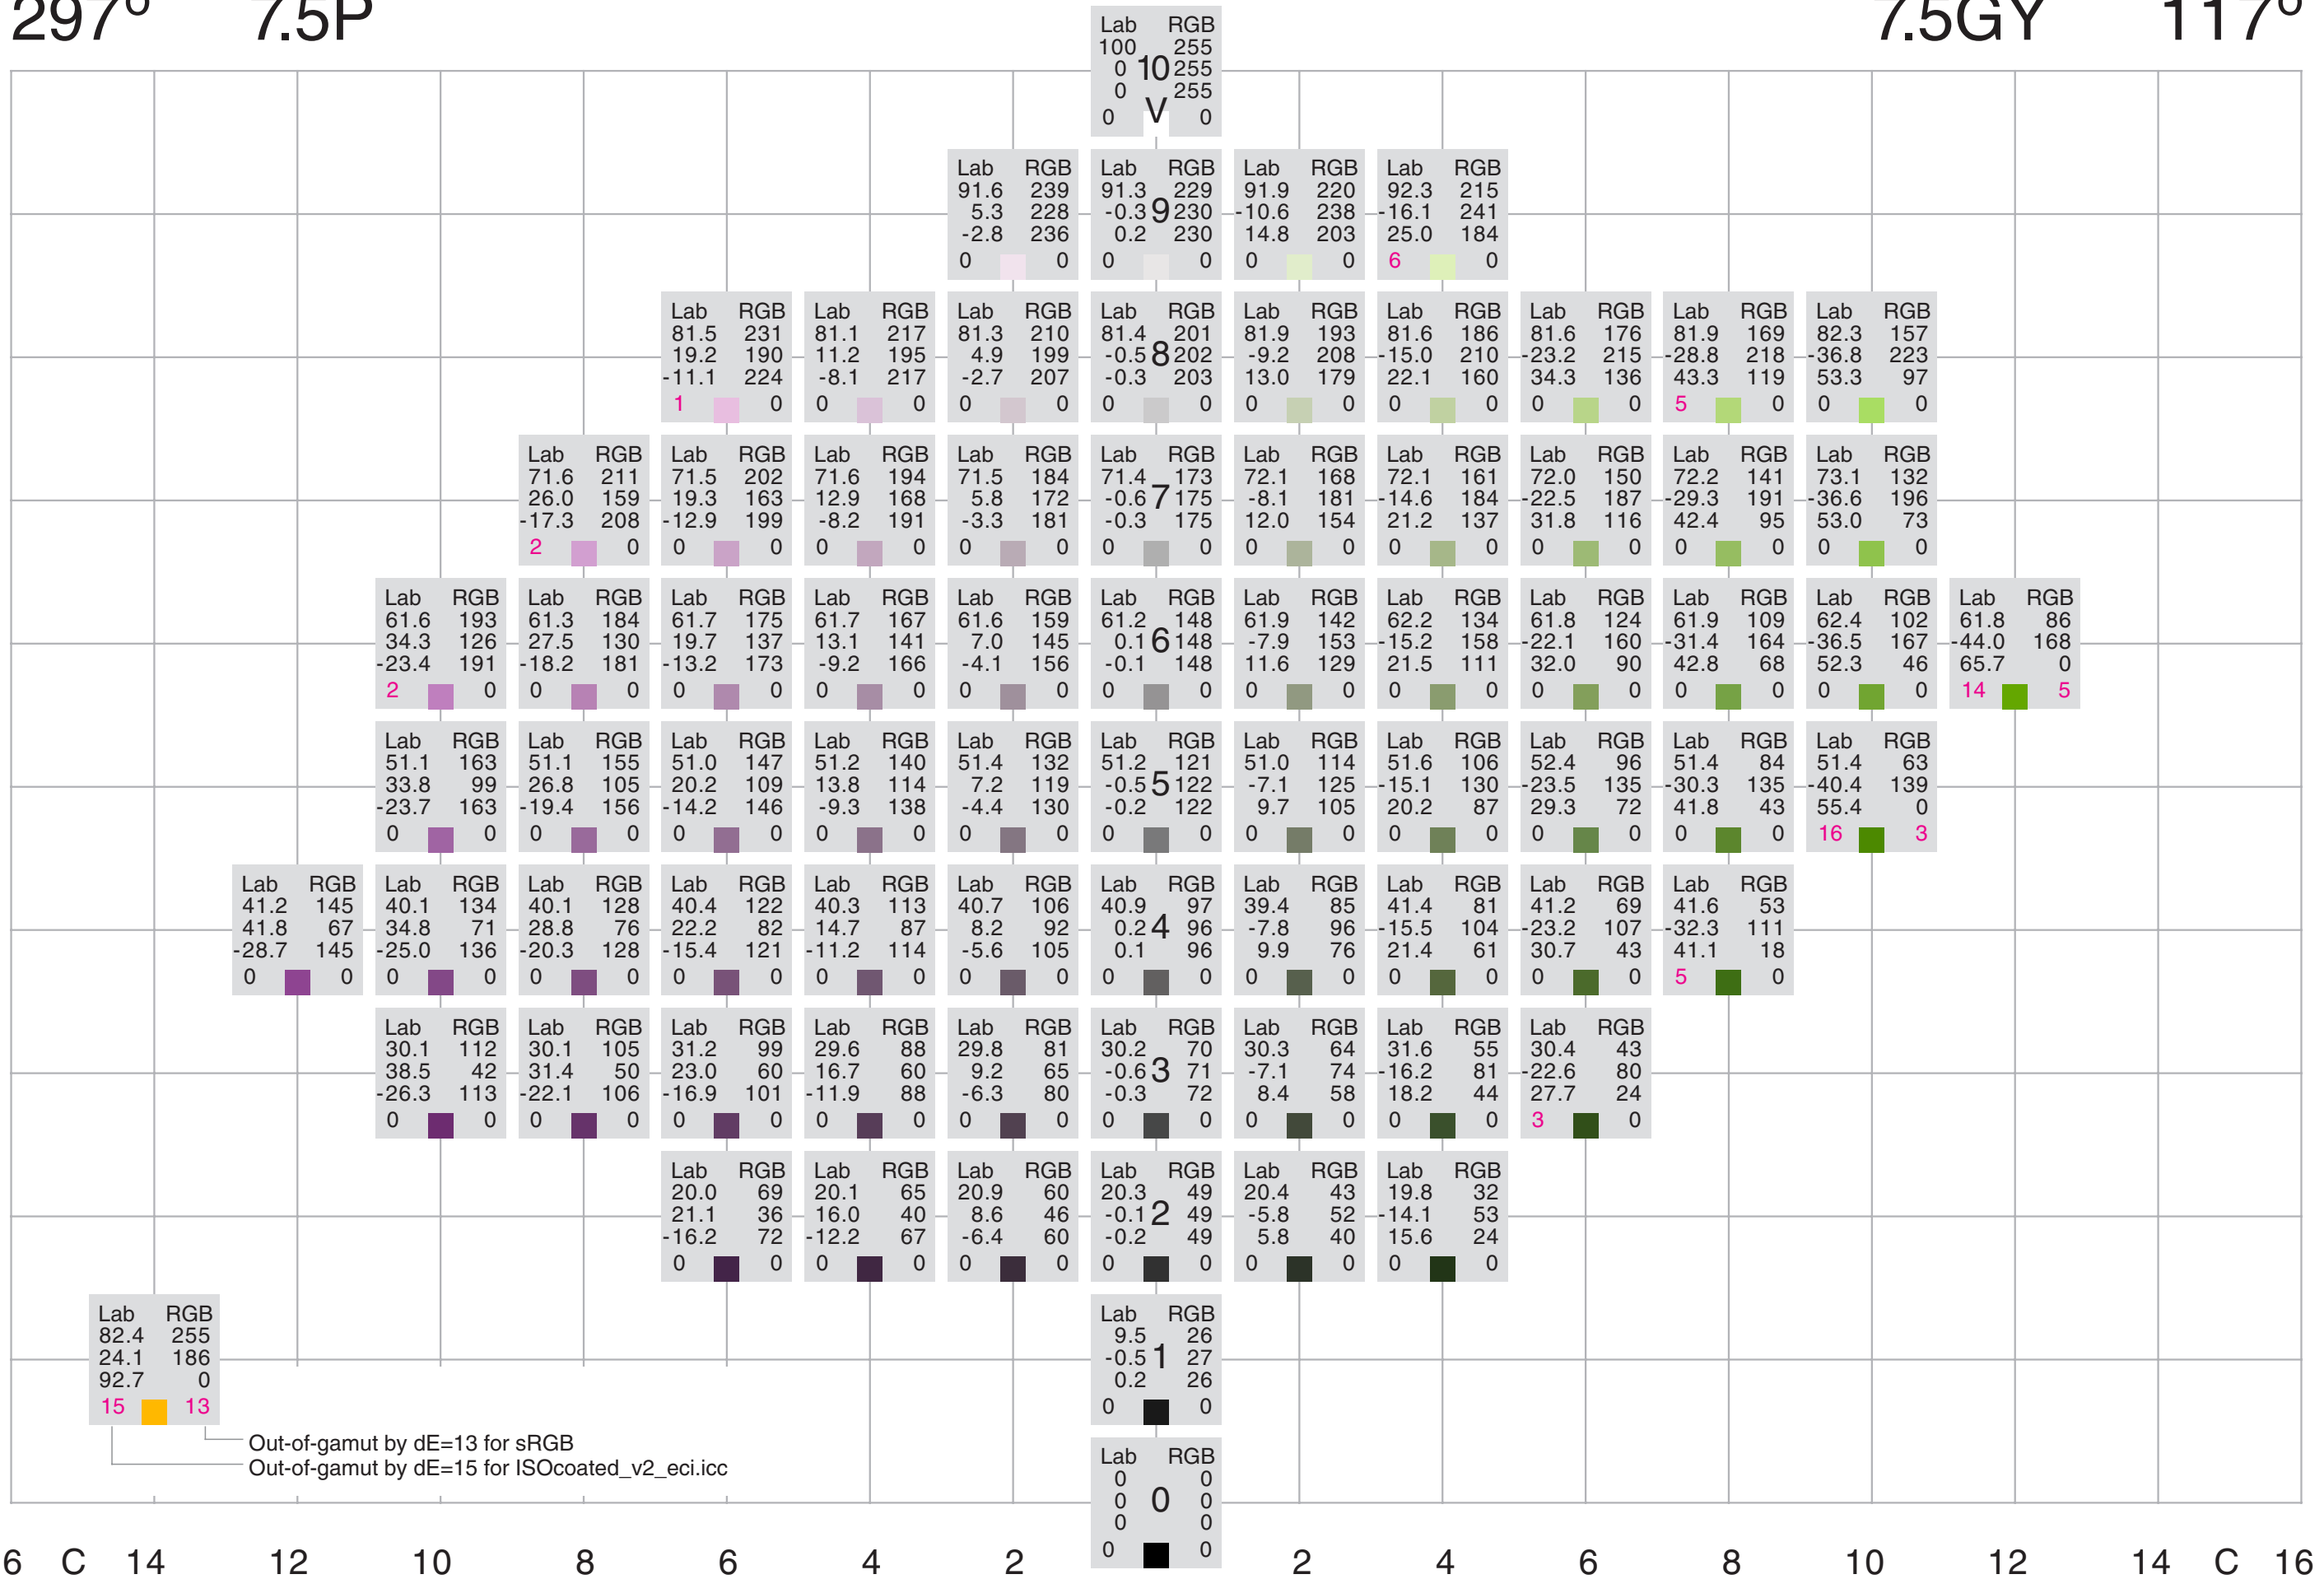 297° 7.5P 7.5GY 117°
Lab RGB
100 255
0 10 255
0 255
0 V 0
Lab RGB Lab RGB Lab RGB Lab RGB
91.6 239 91.3 229 91.9 220 92.3 215
5.3 228 -0.3 9 230 -10.6 238 -16.1 241
-2.8 236 0.2 230 14.8 203 25.0 184
0 0 0 0 0 0 6 0
Lab RGB Lab RGB Lab RGB Lab RGB Lab RGB Lab RGB Lab RGB Lab RGB Lab RGB
81.5 231 81.1 217 81.3 210 81.4 201 81.9 193 81.6 186 81.6 176 81.9 169 82.3 157
19.2 190 11.2 195 4.9 199 -0.5 8 202 -9.2 208 -15.0 210 -23.2 215 -28.8 218 -36.8 223
-11.1 224 -8.1 217 -2.7 207 -0.3 203 13.0 179 22.1 160 34.3 136 43.3 119 53.3 97
1 0 0 0 0 0 0 0 0 0 0 0 0 0 5 0 0 0
Lab RGB Lab RGB Lab RGB Lab RGB Lab RGB Lab RGB Lab RGB Lab RGB Lab RGB Lab RGB
71.6 211 71.5 202 71.6 194 71.5 184 71.4 173 72.1 168 72.1 161 72.0 150 72.2 141 73.1 132
26.0 159 19.3 163 12.9 168 5.8 172 -0.6 7 175 -8.1 181 -14.6 184 -22.5 187 -29.3 191 -36.6 196
-17.3 208 -12.9 199 -8.2 191 -3.3 181 -0.3 175 12.0 154 21.2 137 31.8 116 42.4 95 53.0 73
2 0 0 0 0 0 0 0 0 0 0 0 0 0 0 0 0 0 0 0
Lab RGB Lab RGB Lab RGB Lab RGB Lab RGB Lab RGB Lab RGB Lab RGB Lab RGB Lab RGB Lab RGB Lab RGB
61.6 193 61.3 184 61.7 175 61.7 167 61.6 159 61.2 148 61.9 142 62.2 134 61.8 124 61.9 109 62.4 102 61.8 86
34.3 126 27.5 130 19.7 137 13.1 141 7.0 145 0.1 6 148 -7.9 153 -15.2 158 -22.1 160 -31.4 164 -36.5 167 -44.0 168
-23.4 191 -18.2 181 -13.2 173 -9.2 166 -4.1 156 -0.1 148 11.6 129 21.5 111 32.0 90 42.8 68 52.3 46 65.7 0
2 0 0 0 0 0 0 0 0 0 0 0 0 0 0 0 0 0 0 0 0 0 14 5
Lab RGB Lab RGB Lab RGB Lab RGB Lab RGB Lab RGB Lab RGB Lab RGB Lab RGB Lab RGB Lab RGB
51.1 163 51.1 155 51.0 147 51.2 140 51.4 132 51.2 121 51.0 114 51.6 106 52.4 96 51.4 84 51.4 63
33.8 99 26.8 105 20.2 109 13.8 114 7.2 119 -0.5 5 122 -7.1 125 -15.1 130 -23.5 135 -30.3 135 -40.4 139
-23.7 163 -19.4 156 -14.2 146 -9.3 138 -4.4 130 -0.2 122 9.7 105 20.2 87 29.3 72 41.8 43 55.4 0
0 0 0 0 0 0 0 0 0 0 0 0 0 0 0 0 0 0 0 0 16 3
Lab RGB Lab RGB Lab RGB Lab RGB Lab RGB Lab RGB Lab RGB Lab RGB Lab RGB Lab RGB Lab RGB
41.2 145 40.1 134 40.1 128 40.4 122 40.3 113 40.7 106 40.9 97 39.4 85 41.4 81 41.2 69 41.6 53
41.8 67 34.8 71 28.8 76 22.2 82 14.7 87 8.2 92 0.2 4 96 -7.8 96 -15.5 104 -23.2 107 -32.3 111
-28.7 145 -25.0 136 -20.3 128 -15.4 121 -11.2 114 -5.6 105 0.1 96 9.9 76 21.4 61 30.7 43 41.1 18
0 0 0 0 0 0 0 0 0 0 0 0 0 0 0 0 0 0 0 0 5 0
Lab RGB Lab RGB Lab RGB Lab RGB Lab RGB Lab RGB Lab RGB Lab RGB Lab RGB
30.1 112 30.1 105 31.2 99 29.6 88 29.8 81 30.2 70 30.3 64 31.6 55 30.4 43
38.5 42 31.4 50 23.0 60 16.7 60 9.2 65 -0.6 3 71 -7.1 74 -16.2 81 -22.6 80
-26.3 113 -22.1 106 -16.9 101 -11.9 88 -6.3 80 -0.3 72 8.4 58 18.2 44 27.7 24
0 0 0 0 0 0 0 0 0 0 0 0 0 0 0 0 3 0
Lab RGB Lab RGB Lab RGB Lab RGB Lab RGB Lab RGB
20.0 69 20.1 65 20.9 60 20.3 49 20.4 43 19.8 32
21.1 36 16.0 40 8.6 46 -0.1 2 49 -5.8 52 -14.1 53
-16.2 72 -12.2 67 -6.4 60 -0.2 49 5.8 40 15.6 24
0 0 0 0 0 0 0 0 0 0 0 0
Lab RGB Lab RGB
82.4 255 9.5 26
24.1 186 -0.5 1 27
92.7 0 0.2 26
15 13 0 0
Out-of-gamut by dE=13 for sRGB
Out-of-gamut by dE=15 for ISOcoated_v2_eci.icc
Lab RGB
0 0
0 0 0
0 0
0 0
6 C 14 12 10 8 6 4 2 2 4 6 8 10 12 14 C 16